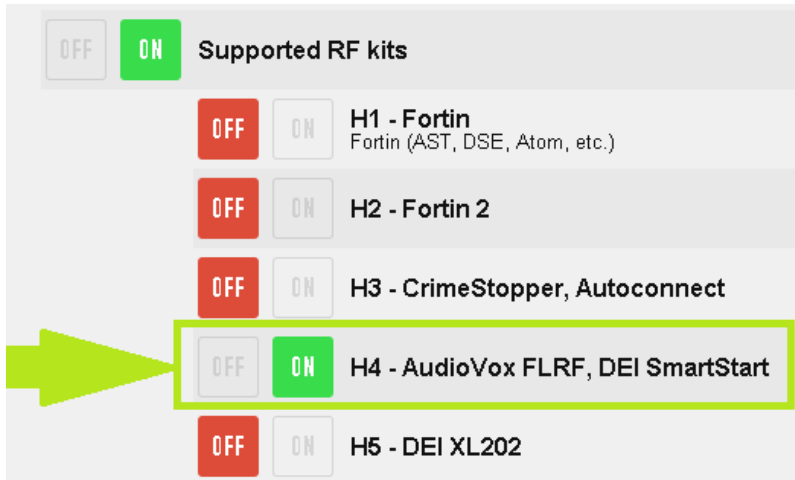 OFF ON Supported RF kits
OFF ON H1 - Fortin
Fortin (AST, DSE, Atom, etc.)
OFF ON H2 - Fortin 2
OFF ON H3 - CrimeStopper, Autoconnect
OFF ON H4 - AudioVox FLRF, DEI SmartStart
OFF ON H5 - DEI XL202